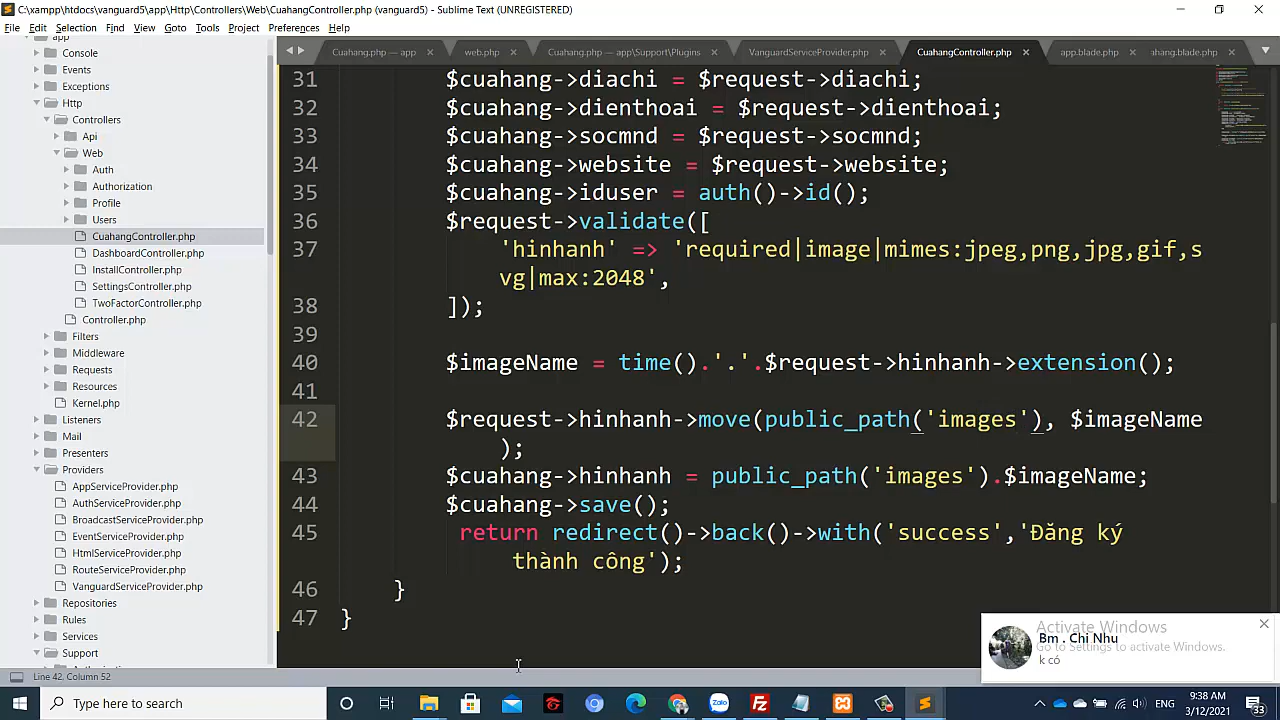 C:\xampp\htdocs\vanguard5\app\Http\Controllers\Web\CuahangController.php (vanguard5) - Sublime Text (UNREGISTERED)
File Edit Selection Find View Goto Tools Project Preferences Help
Cuahang.php — app
web.php
Cuahang.php — app\Support\Plugins
VanguardServiceProvider.php
CuahangController.php
app.blade.php
ahang.blade.php
app
Console
Events
Exceptions
Http
Controllers
Api
Web
Auth
Authorization
Profile
Users
CuahangController.php
DashboardController.php
InstallController.php
SettingsController.php
TwoFactorController.php
Controller.php
Filters
Middleware
Requests
Resources
Kernel.php
Listeners
Mail
Presenters
Providers
AppServiceProvider.php
AuthServiceProvider.php
BroadcastServiceProvider.php
EventServiceProvider.php
HtmlServiceProvider.php
RouteServiceProvider.php
VanguardServiceProvider.php
Repositories
Rules
Services
Support
31 $cuahang->diachi = $request->diachi;
32 $cuahang->dienthoai = $request->dienthoai;
33 $cuahang->socmnd = $request->socmnd;
34 $cuahang->website = $request->website;
35 $cuahang->iduser = auth()->id();
36 $request->validate([
37 'hinhanh' => 'required|image|mimes:jpeg,png,jpg,gif,s
vg|max:2048',
38 ]);
39
40 $imageName = time().'.'.$request->hinhanh->extension();
41
42 $request->hinhanh->move(public_path('images'), $imageName
);
43 $cuahang->hinhanh = public_path('images').$imageName;
44 $cuahang->save();
45 return redirect()->back()->with('success','Đăng ký
thành công');
46 }
47 }
Activate Windows
Go to Settings to activate Windows.
Bm . Chi Nhu
k có
Line 42, Column 52
Type here to search
Zalo
ENG
9:38 AM
3/12/2021
33